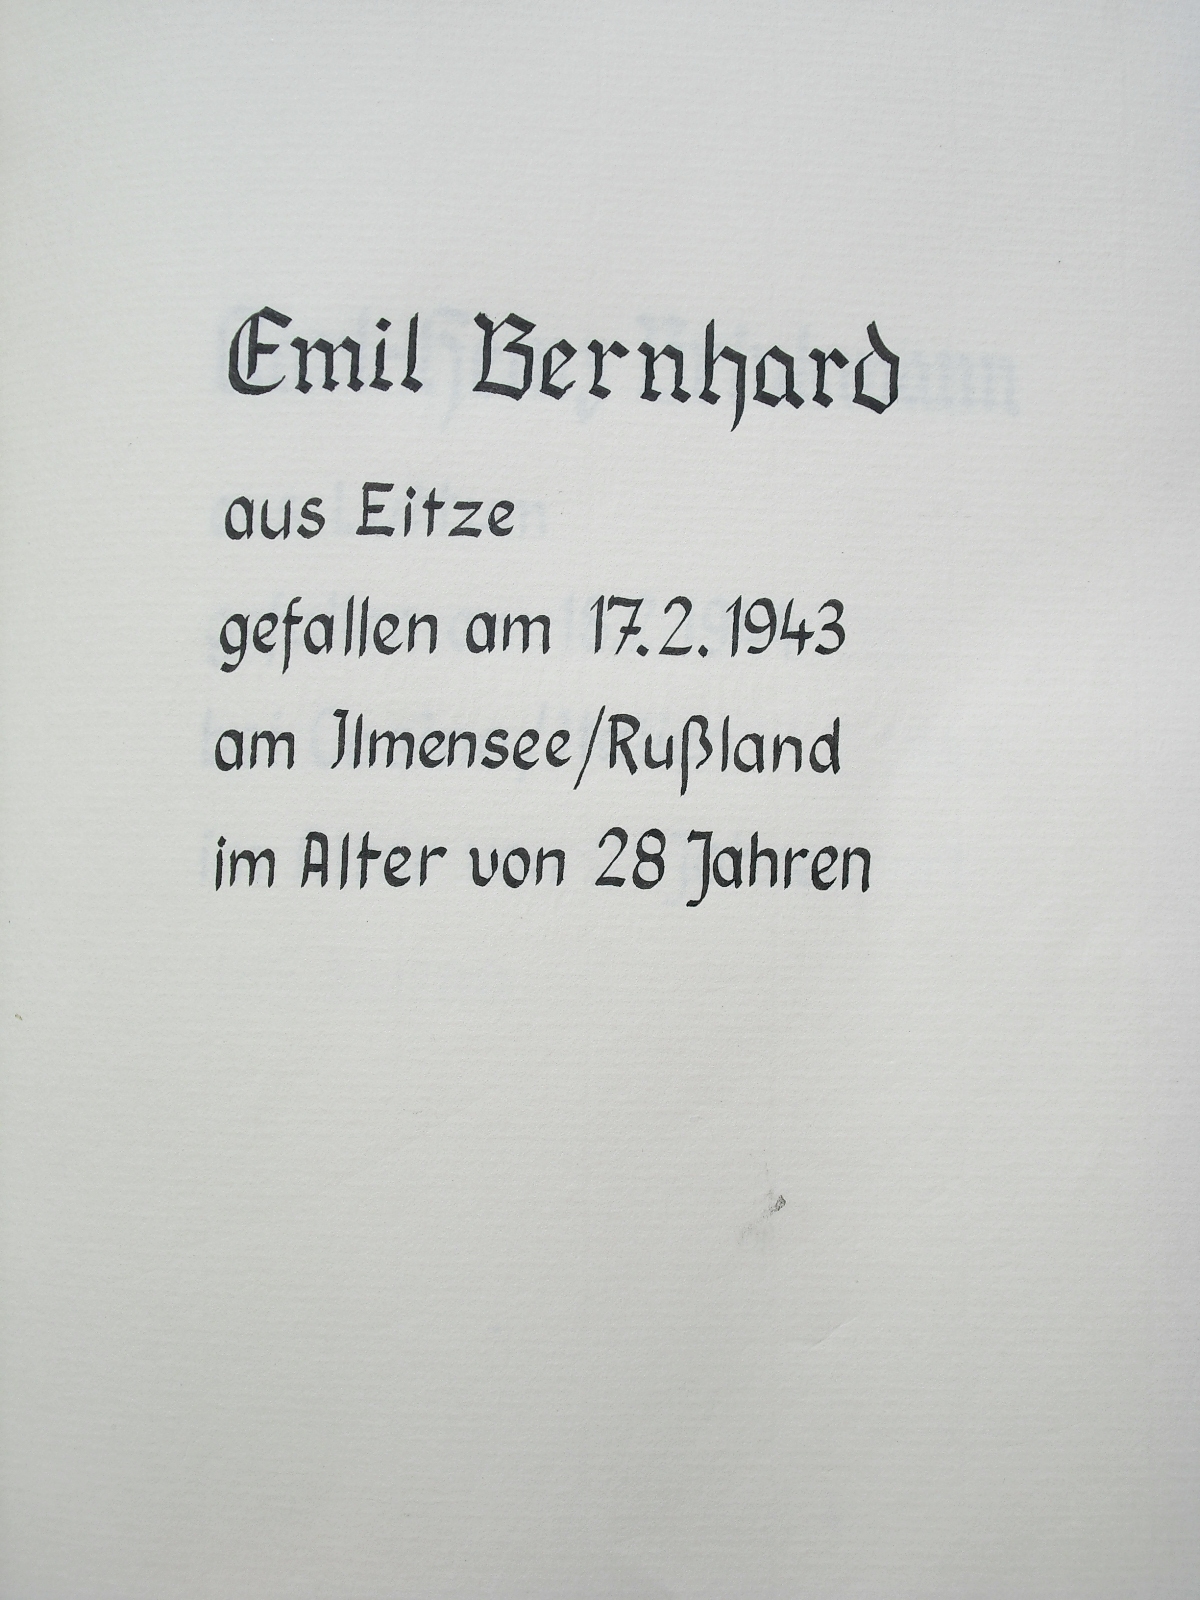 Emil Bernhard
aus Eitze
gefallen am 17.2.1943
am Ilmensee/Rußland
im Alter von 28 Jahren